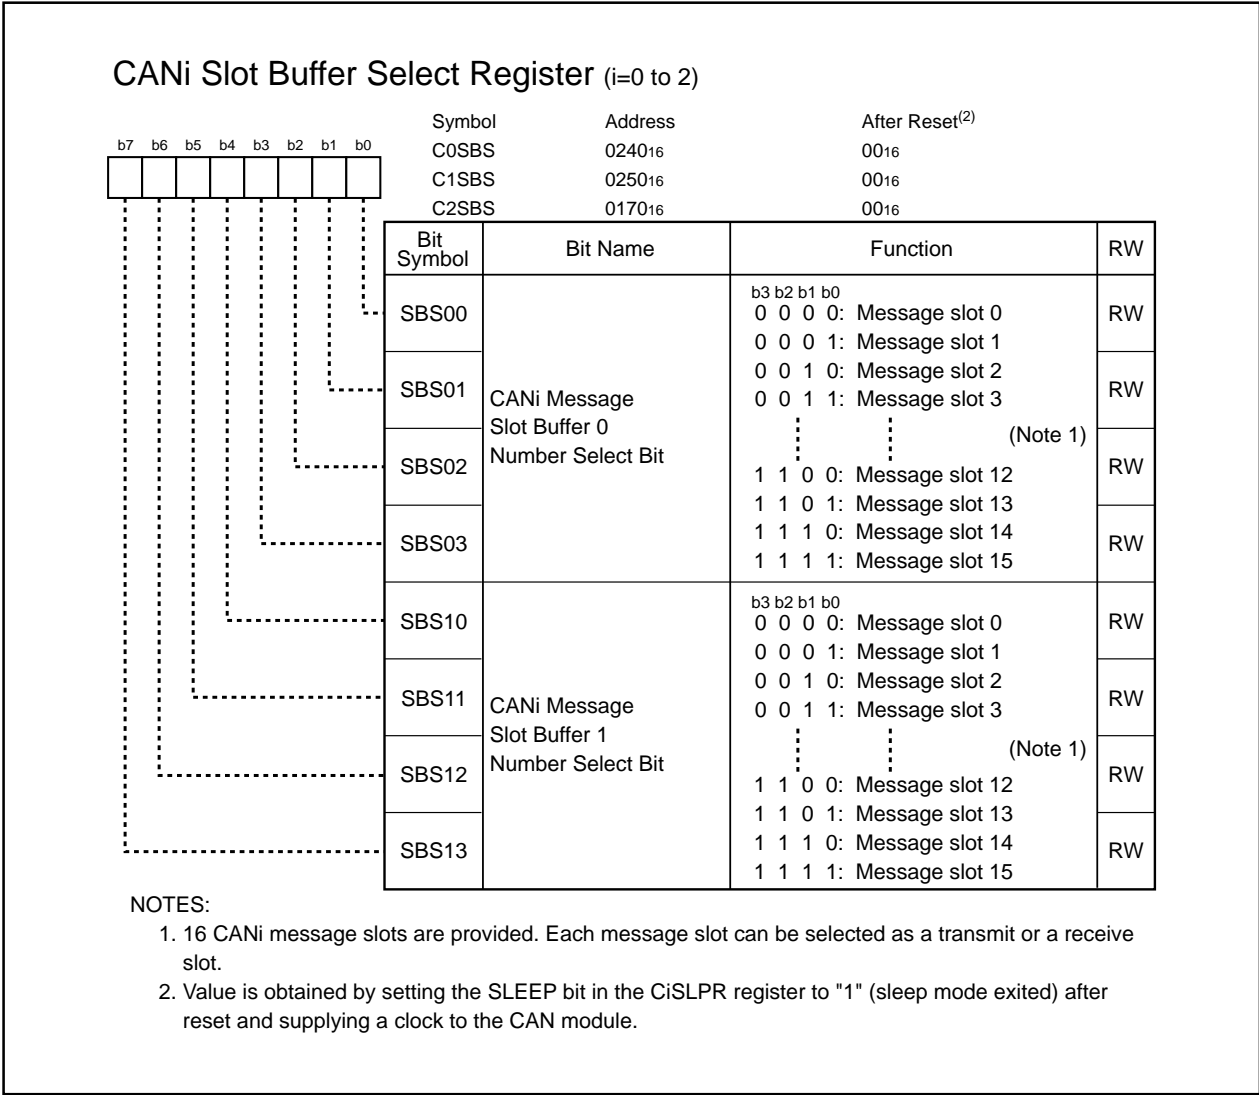 CANi Slot Buffer Select Register (i=0 to 2)
Symbol Address After Reset(2)
C0SBS 024016 0016
C1SBS 025016 0016
C2SBS 017016 0016
b7 b6 b5 b4 b3 b2 b1 b0
Bit Symbol Bit Name Function RW
SBS00 RW
SBS01 RW
SBS02 RW
SBS03 RW
CANi Message
Slot Buffer 0
Number Select Bit
b3 b2 b1 b0
0 0 0 0: Message slot 0
0 0 0 1: Message slot 1
0 0 1 0: Message slot 2
0 0 1 1: Message slot 3
(Note 1)
1 1 0 0: Message slot 12
1 1 0 1: Message slot 13
1 1 1 0: Message slot 14
1 1 1 1: Message slot 15
SBS10 RW
SBS11 RW
SBS12 RW
SBS13 RW
CANi Message
Slot Buffer 1
Number Select Bit
b3 b2 b1 b0
0 0 0 0: Message slot 0
0 0 0 1: Message slot 1
0 0 1 0: Message slot 2
0 0 1 1: Message slot 3
(Note 1)
1 1 0 0: Message slot 12
1 1 0 1: Message slot 13
1 1 1 0: Message slot 14
1 1 1 1: Message slot 15
NOTES:
1. 16 CANi message slots are provided. Each message slot can be selected as a transmit or a receive
slot.
2. Value is obtained by setting the SLEEP bit in the CiSLPR register to "1" (sleep mode exited) after
reset and supplying a clock to the CAN module.